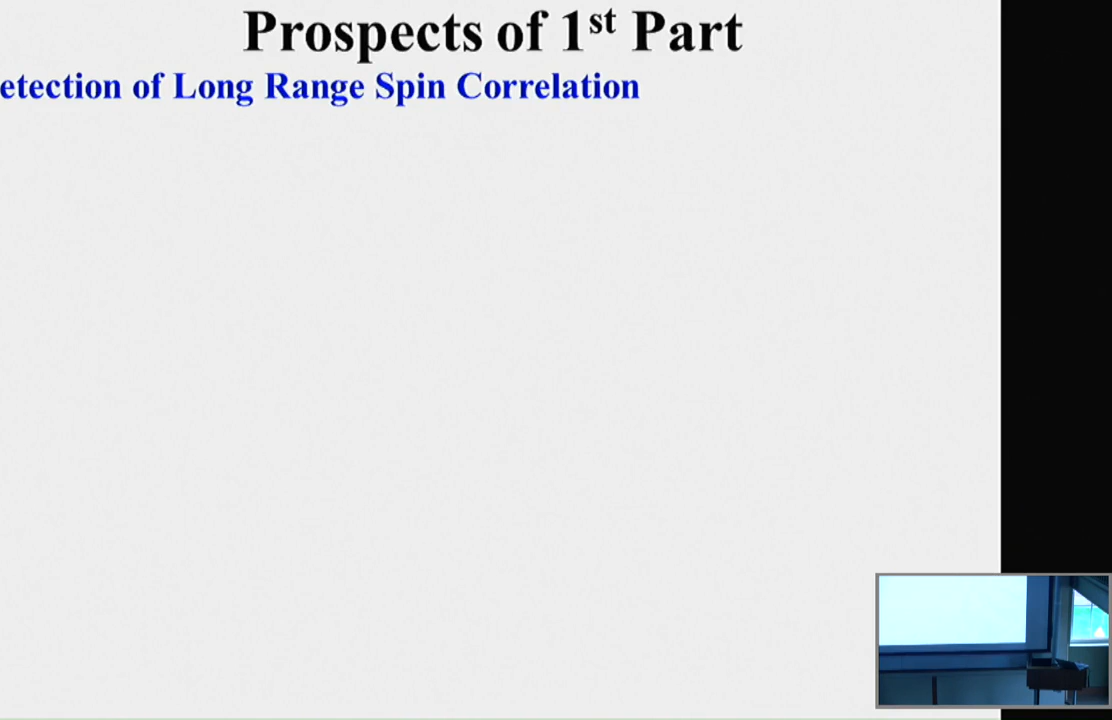 Prospects of 1st Part
etection of Long Range Spin Correlation